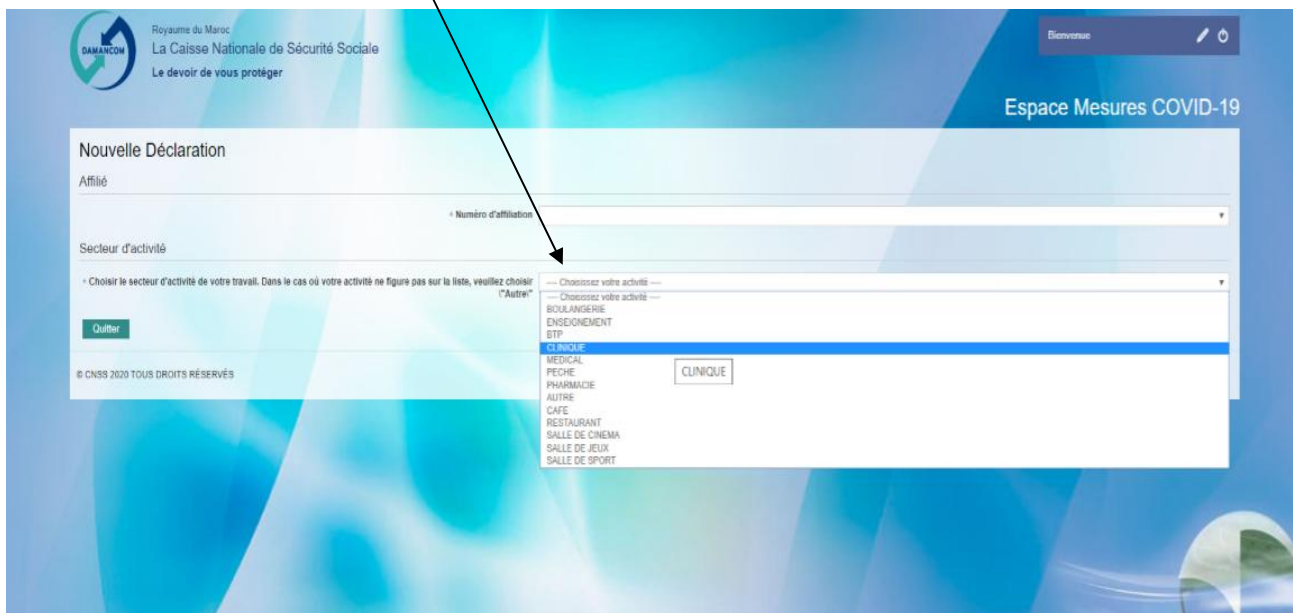 DAMANCOM
Royaume du Maroc
La Caisse Nationale de Sécurité Sociale
Le devoir de vous protéger
Bienvenue
Espace Mesures COVID-19
Nouvelle Déclaration
Affilié
* Numéro d'affiliation
Secteur d'activité
* Choisir le secteur d'activité de votre travail. Dans le cas où votre activité ne figure pas sur la liste, veuillez choisir
\"Autre\"
--- Choisissez votre activité ---
--- Choisissez votre activité ---
BOULANGERIE
ENSEIGNEMENT
BTP
CLINIQUE
MEDICAL
PECHE
CLINIQUE
PHARMACIE
AUTRE
CAFE
RESTAURANT
SALLE DE CINEMA
SALLE DE JEUX
SALLE DE SPORT
Quitter
© CNSS 2020 TOUS DROITS RÉSERVÉS